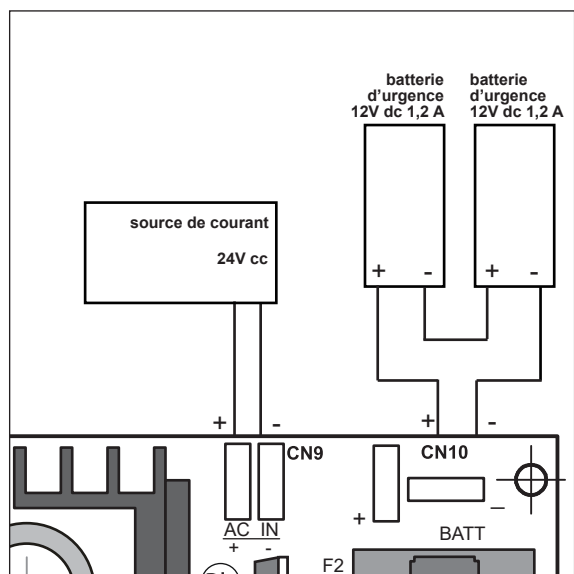 batterie
d’urgence
12V dc 1,2 A
batterie
d’urgence
12V dc 1,2 A
+ - + -
source de courant
24V cc
+ -
+ -
CN9
CN10
AC IN
+ -
+ –
BATT
F2